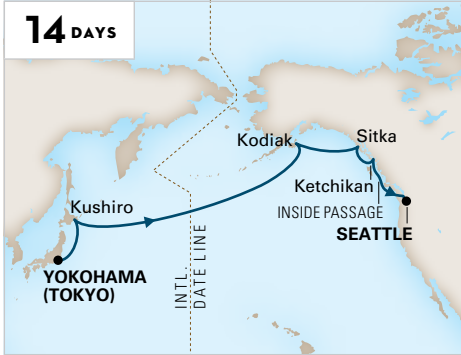 14 DAYS
Kodiak
Sitka
Ketchikan
INSIDE PASSAGE
SEATTLE
Kushiro
YOKOHAMA
(TOKYO)
INTL.
DATE LINE